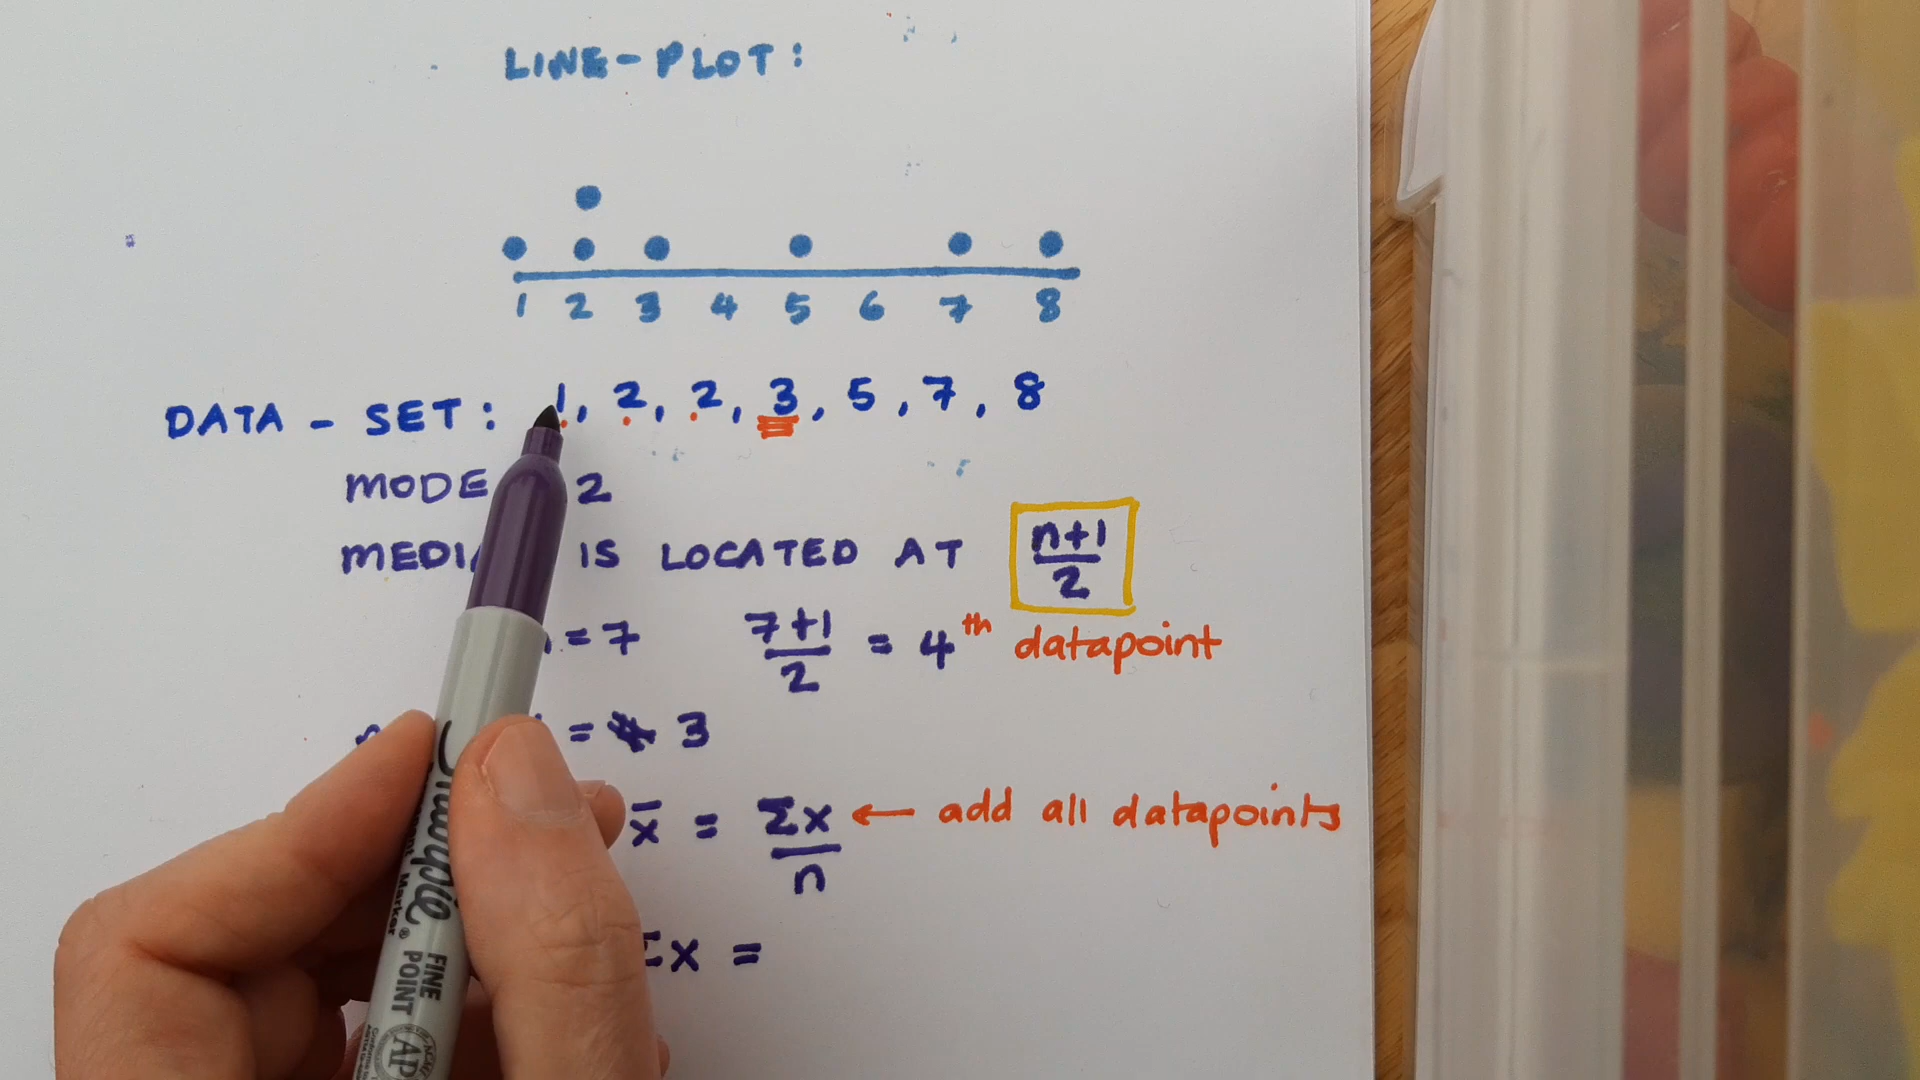 LINE-PLOT:
1 2 3 4 5 6 7 8
DATA - SET: 1, 2, 2, 3, 5, 7, 8
MODE 2
IS LOCATED AT n+1/2
= 7 7+1/2 = 4th datapoint
= 3
x̄ = Σx/n ← add all datapoints
Σx =
Sharpie
FINE POINT
AP